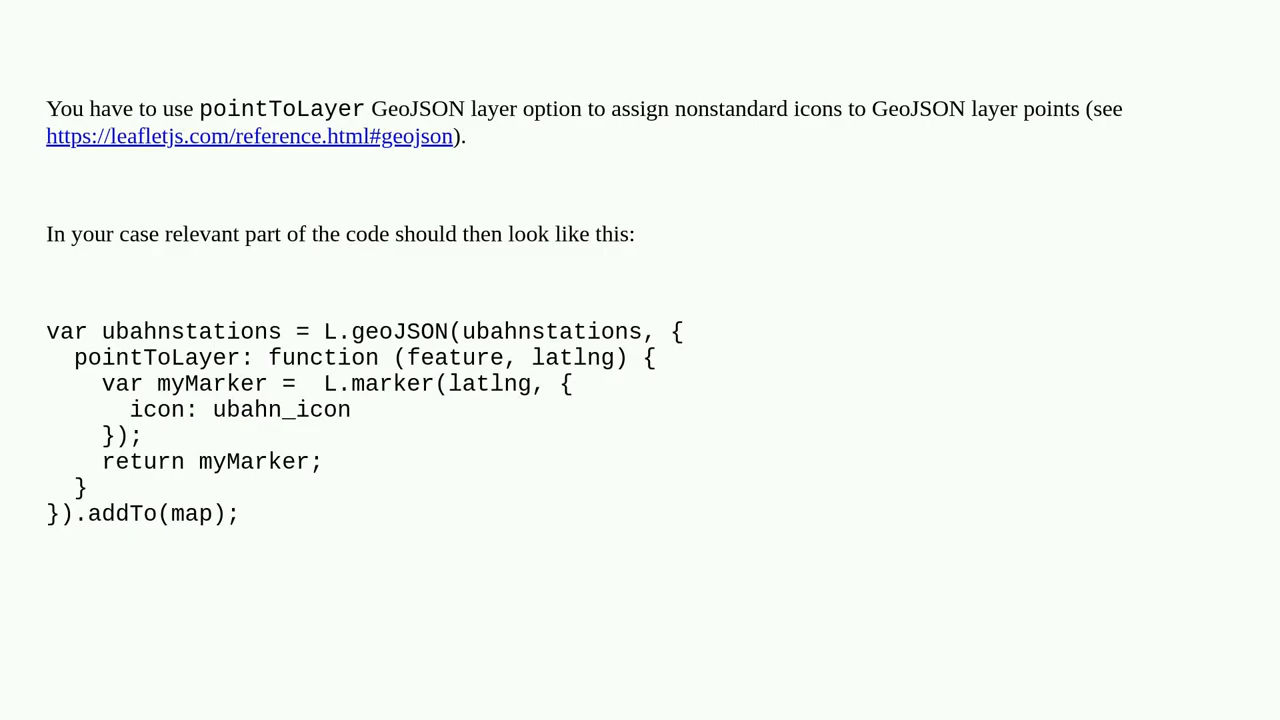 You have to use pointToLayer GeoJSON layer option to assign nonstandard icons to GeoJSON layer points (see
https://leafletjs.com/reference.html#geojson).
In your case relevant part of the code should then look like this:
var ubahnstations = L.geoJSON(ubahnstations, {
  pointToLayer: function (feature, latlng) {
    var myMarker =  L.marker(latlng, {
      icon: ubahn_icon
    });
    return myMarker;
  }
}).addTo(map);